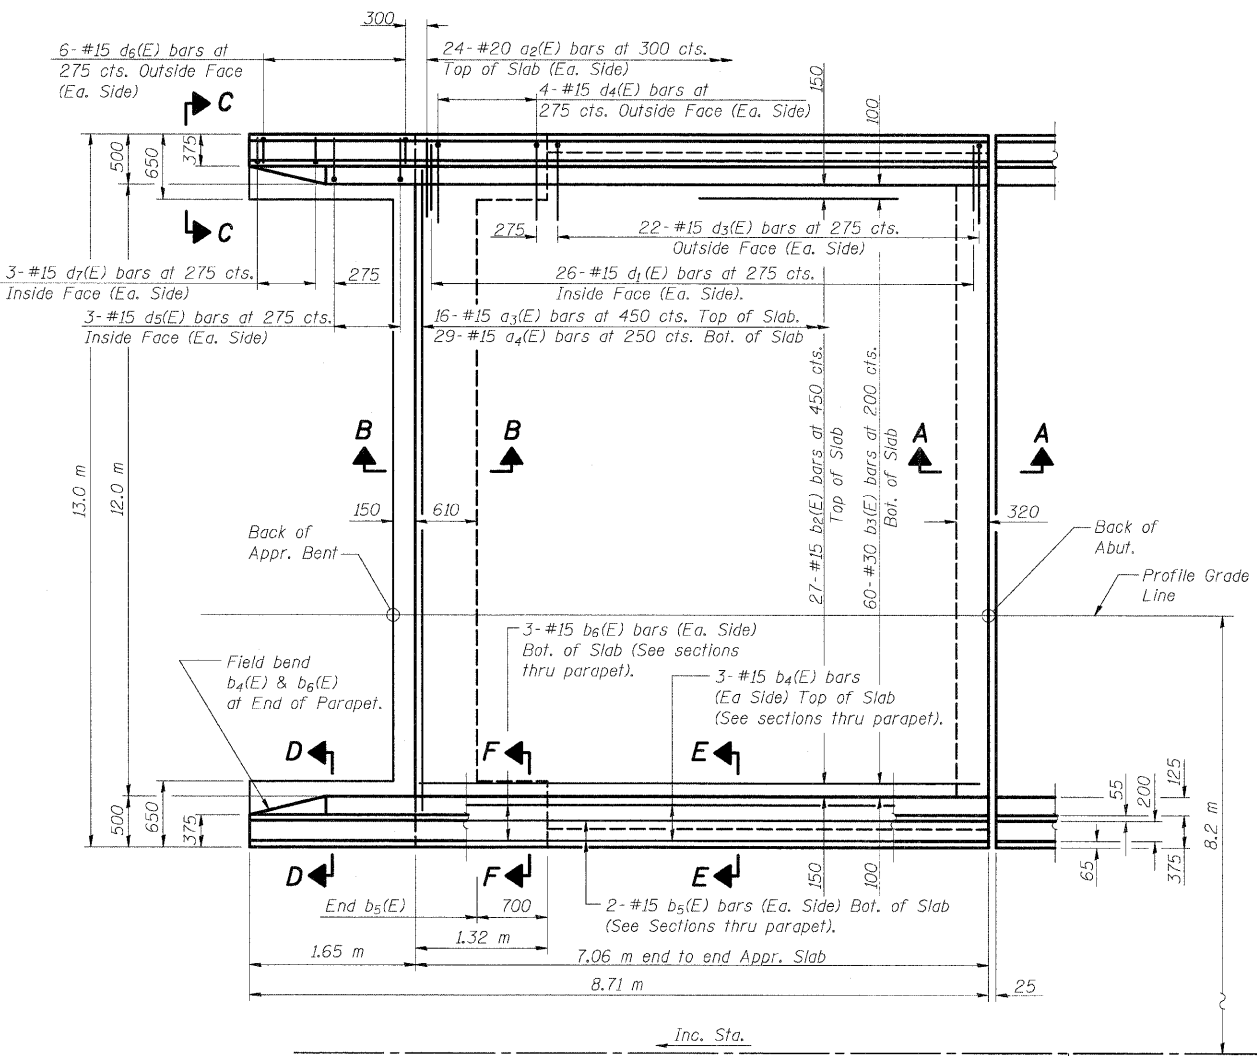 300
6-#15 d6(E) bars at
275 cts. Outside Face
(Ea. Side)
24-#20 a2(E) bars at 300 cts.
Top of Slab (Ea. Side)
4-#15 d4(E) bars at
275 cts. Outside Face (Ea. Side)
150
100
C
500
650
375
C
275
22-#15 d3(E) bars at 275 cts.
Outside Face (Ea. Side)
3-#15 d7(E) bars at 275 cts.
Inside Face (Ea. Side)
275
26-#15 d1(E) bars at 275 cts.
Inside Face (Ea. Side).
3-#15 d5(E) bars at 275 cts.
Inside Face (Ea. Side)
16-#15 a3(E) bars at 450 cts. Top of Slab.
29-#15 a4(E) bars at 250 cts. Bot. of Slab
27-#15 b2(E) bars at 450 cts.
Top of Slab
60-#30 b3(E) bars at 200 cts.
Bot. of Slab
B
B
A
A
13.0 m
12.0 m
150
610
320
Back of
Appr. Bent
Back of
Abut.
Profile Grade
Line
3-#15 b6(E) bars (Ea. Side)
Bot. of Slab (See sections
thru parapet).
Field bend
b4(E) & b6(E)
at End of Parapet.
3-#15 b4(E) bars
(Ea Side) Top of Slab
(See sections thru parapet).
D
F
E
500
650
375
55
200
125
65
375
8.2 m
D
F
E
150
100
End b5(E)
700
2-#15 b5(E) bars (Ea. Side) Bot. of Slab
(See Sections thru parapet).
1.65 m
1.32 m
7.06 m end to end Appr. Slab
8.71 m
25
Inc. Sta.